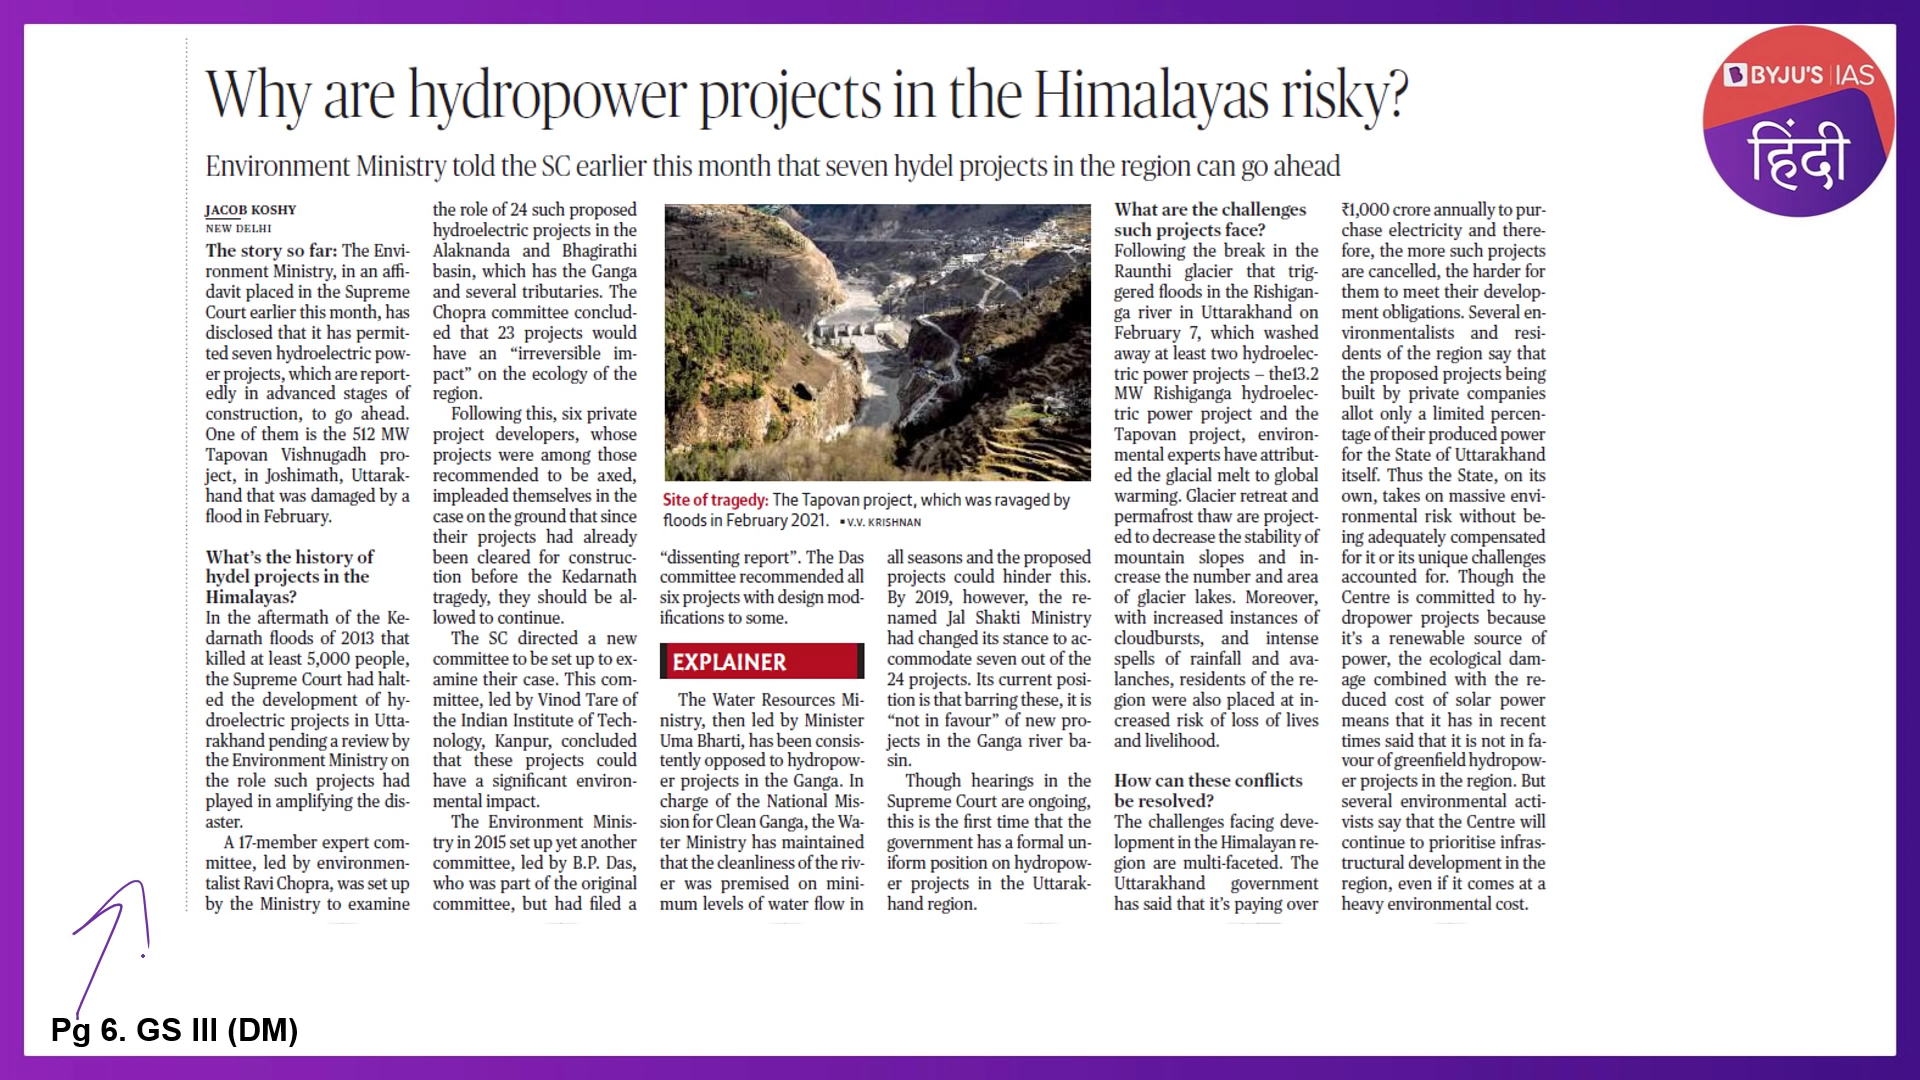 Why are hydropower projects in the Himalayas risky?
Environment Ministry told the SC earlier this month that seven hydel projects in the region can go ahead
BYJU'S IAS
हिंदी
JACOB KOSHY
NEW DELHI
The story so far: The Envi-
ronment Ministry, in an affi-
davit placed in the Supreme
Court earlier this month, has
disclosed that it has permit-
ted seven hydroelectric pow-
er projects, which are report-
edly in advanced stages of
construction, to go ahead.
One of them is the 512 MW
Tapovan Vishnugadh pro-
ject, in Joshimath, Uttarak-
hand that was damaged by a
flood in February.
What's the history of
hydel projects in the
Himalayas?
In the aftermath of the Ke-
darnath floods of 2013 that
killed at least 5,000 people,
the Supreme Court had halt-
ed the development of hy-
droelectric projects in Utta-
rakhand pending a review by
the Environment Ministry on
the role such projects had
played in amplifying the dis-
aster.
A 17-member expert com-
mittee, led by environmen-
talist Ravi Chopra, was set up
by the Ministry to examine
the role of 24 such proposed
hydroelectric projects in the
Alaknanda and Bhagirathi
basin, which has the Ganga
and several tributaries. The
Chopra committee conclud-
ed that 23 projects would
have an “irreversible im-
pact” on the ecology of the
region.
Following this, six private
project developers, whose
projects were among those
recommended to be axed,
impleaded themselves in the
case on the ground that since
their projects had already
been cleared for construc-
tion before the Kedarnath
tragedy, they should be al-
lowed to continue.
The SC directed a new
committee to be set up to ex-
amine their case. This com-
mittee, led by Vinod Tare of
the Indian Institute of Tech-
nology, Kanpur, concluded
that these projects could
have a significant environ-
mental impact.
The Environment Minis-
try in 2015 set up yet another
committee, led by B.P. Das,
who was part of the original
committee, but had filed a
Site of tragedy: The Tapovan project, which was ravaged by
floods in February 2021. ▪ V.V. KRISHNAN
“dissenting report”. The Das
committee recommended all
six projects with design mod-
ifications to some.
EXPLAINER
The Water Resources Mi-
nistry, then led by Minister
Uma Bharti, has been consis-
tently opposed to hydropow-
er projects in the Ganga. In
charge of the National Mis-
sion for Clean Ganga, the Wa-
ter Ministry has maintained
that the cleanliness of the riv-
er was premised on mini-
mum levels of water flow in
all seasons and the proposed
projects could hinder this.
By 2019, however, the re-
named Jal Shakti Ministry
had changed its stance to ac-
commodate seven out of the
24 projects. Its current posi-
tion is that barring these, it is
“not in favour” of new pro-
jects in the Ganga river ba-
sin.
Though hearings in the
Supreme Court are ongoing,
this is the first time that the
government has a formal un-
iform position on hydropow-
er projects in the Uttarak-
hand region.
What are the challenges
such projects face?
Following the break in the
Raunthi glacier that trig-
gered floods in the Rishigan-
ga river in Uttarakhand on
February 7, which washed
away at least two hydroelec-
tric power projects – the13.2
MW Rishiganga hydroelec-
tric power project and the
Tapovan project, environ-
mental experts have attribut-
ed the glacial melt to global
warming. Glacier retreat and
permafrost thaw are project-
ed to decrease the stability of
mountain slopes and in-
crease the number and area
of glacier lakes. Moreover,
with increased instances of
cloudbursts, and intense
spells of rainfall and ava-
lanches, residents of the re-
gion were also placed at in-
creased risk of loss of lives
and livelihood.
How can these conflicts
be resolved?
The challenges facing deve-
lopment in the Himalayan re-
gion are multi-faceted. The
Uttarakhand government
has said that it's paying over
₹1,000 crore annually to pur-
chase electricity and there-
fore, the more such projects
are cancelled, the harder for
them to meet their develop-
ment obligations. Several en-
vironmentalists and resi-
dents of the region say that
the proposed projects being
built by private companies
allot only a limited percen-
tage of their produced power
for the State of Uttarakhand
itself. Thus the State, on its
own, takes on massive envi-
ronmental risk without be-
ing adequately compensated
for it or its unique challenges
accounted for. Though the
Centre is committed to hy-
dropower projects because
it's a renewable source of
power, the ecological dam-
age combined with the re-
duced cost of solar power
means that it has in recent
times said that it is not in fa-
vour of greenfield hydropow-
er projects in the region. But
several environmental acti-
vists say that the Centre will
continue to prioritise infras-
tructural development in the
region, even if it comes at a
heavy environmental cost.
Pg 6. GS III (DM)